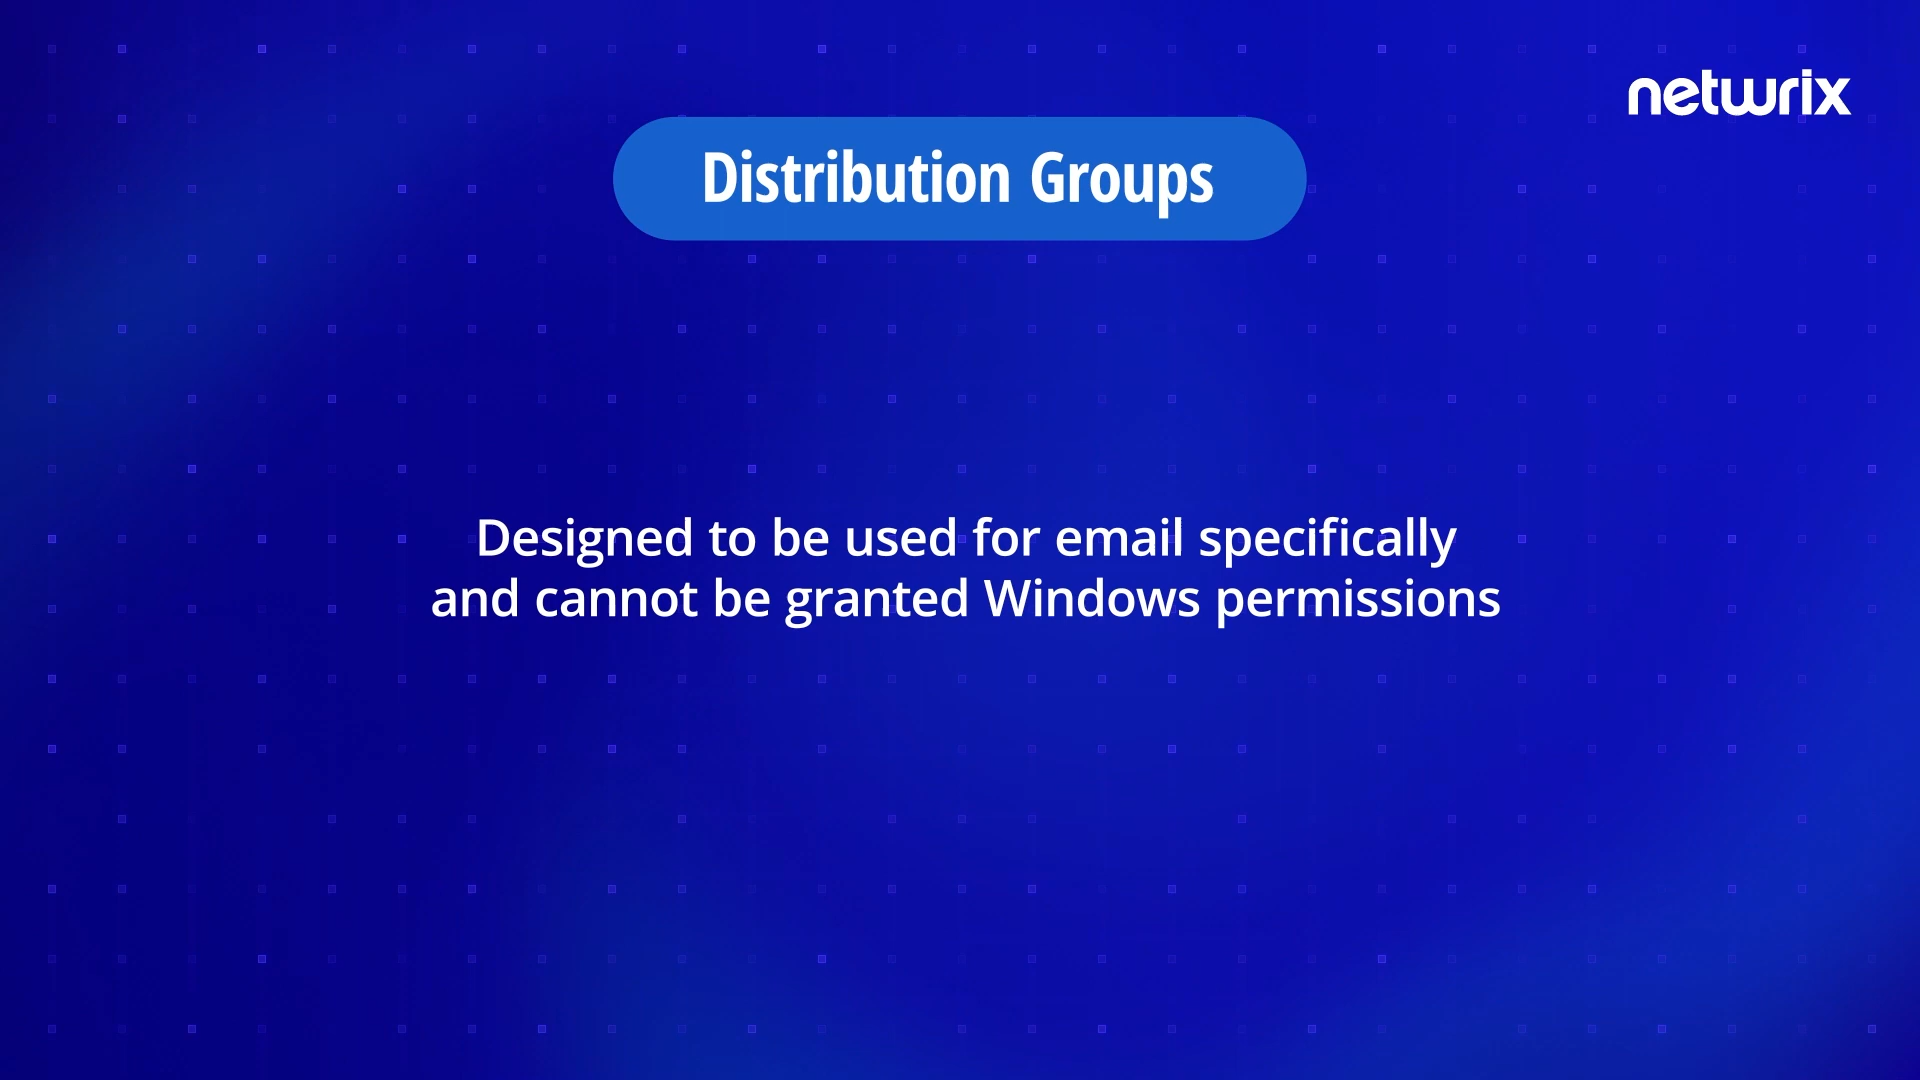 netwrix
Distribution Groups
Designed to be used for email specifically
and cannot be granted Windows permissions